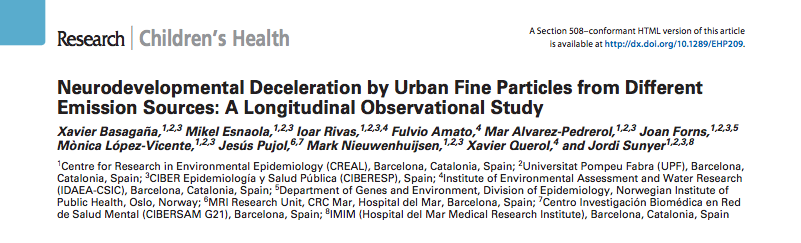 Research | Children's Health
A Section 508–conformant HTML version of this article
is available at http://dx.doi.org/10.1289/EHP209.
Neurodevelopmental Deceleration by Urban Fine Particles from Different
Emission Sources: A Longitudinal Observational Study
Xavier Basagaña,1,2,3 Mikel Esnaola,1,2,3 Ioar Rivas,1,2,3,4 Fulvio Amato,4 Mar Alvarez-Pedrerol,1,2,3 Joan Forns,1,2,3,5
Mònica López-Vicente,1,2,3 Jesús Pujol,6,7 Mark Nieuwenhuijsen,1,2,3 Xavier Querol,4 and Jordi Sunyer1,2,3,8
1Centre for Research in Environmental Epidemiology (CREAL), Barcelona, Catalonia, Spain; 2Universitat Pompeu Fabra (UPF), Barcelona,
Catalonia, Spain; 3CIBER Epidemiología y Salud Pública (CIBERESP), Spain; 4Institute of Environmental Assessment and Water Research
(IDAEA-CSIC), Barcelona, Catalonia, Spain; 5Department of Genes and Environment, Division of Epidemiology, Norwegian Institute of
Public Health, Oslo, Norway; 6MRI Research Unit, CRC Mar, Hospital del Mar, Barcelona, Spain; 7Centro Investigación Biomédica en Red
de Salud Mental (CIBERSAM G21), Barcelona, Spain; 8IMIM (Hospital del Mar Medical Research Institute), Barcelona, Catalonia, Spain